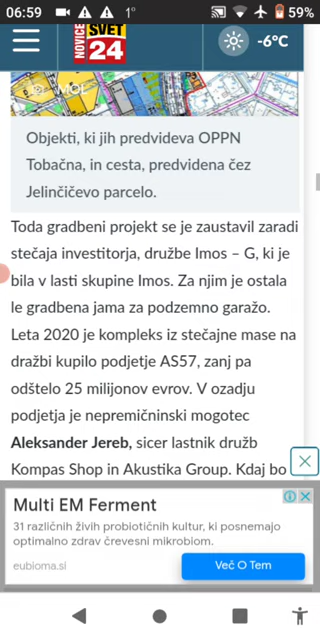 06:59
1°
59%
NOVICE
SVET
24
-6°C
© MOL
Objekti, ki jih predvideva OPPN
Tobačna, in cesta, predvidena čez
Jelinčičevo parcelo.
Toda gradbeni projekt se je zaustavil zaradi
stečaja investitorja, družbe Imos – G, ki je
bila v lasti skupine Imos. Za njim je ostala
le gradbena jama za podzemno garažo.
Leta 2020 je kompleks iz stečajne mase na
dražbi kupilo podjetje AS57, zanj pa
odštelo 25 milijonov evrov. V ozadju
podjetja je nepremičninski mogotec
Aleksander Jereb, sicer lastnik družb
Kompas Shop in Akustika Group. Kdaj bo
Multi EM Ferment
31 različnih živih probiotičnih kultur, ki posnemajo
optimalno zdrav črevesni mikrobiom.
eubioma.si
Več O Tem